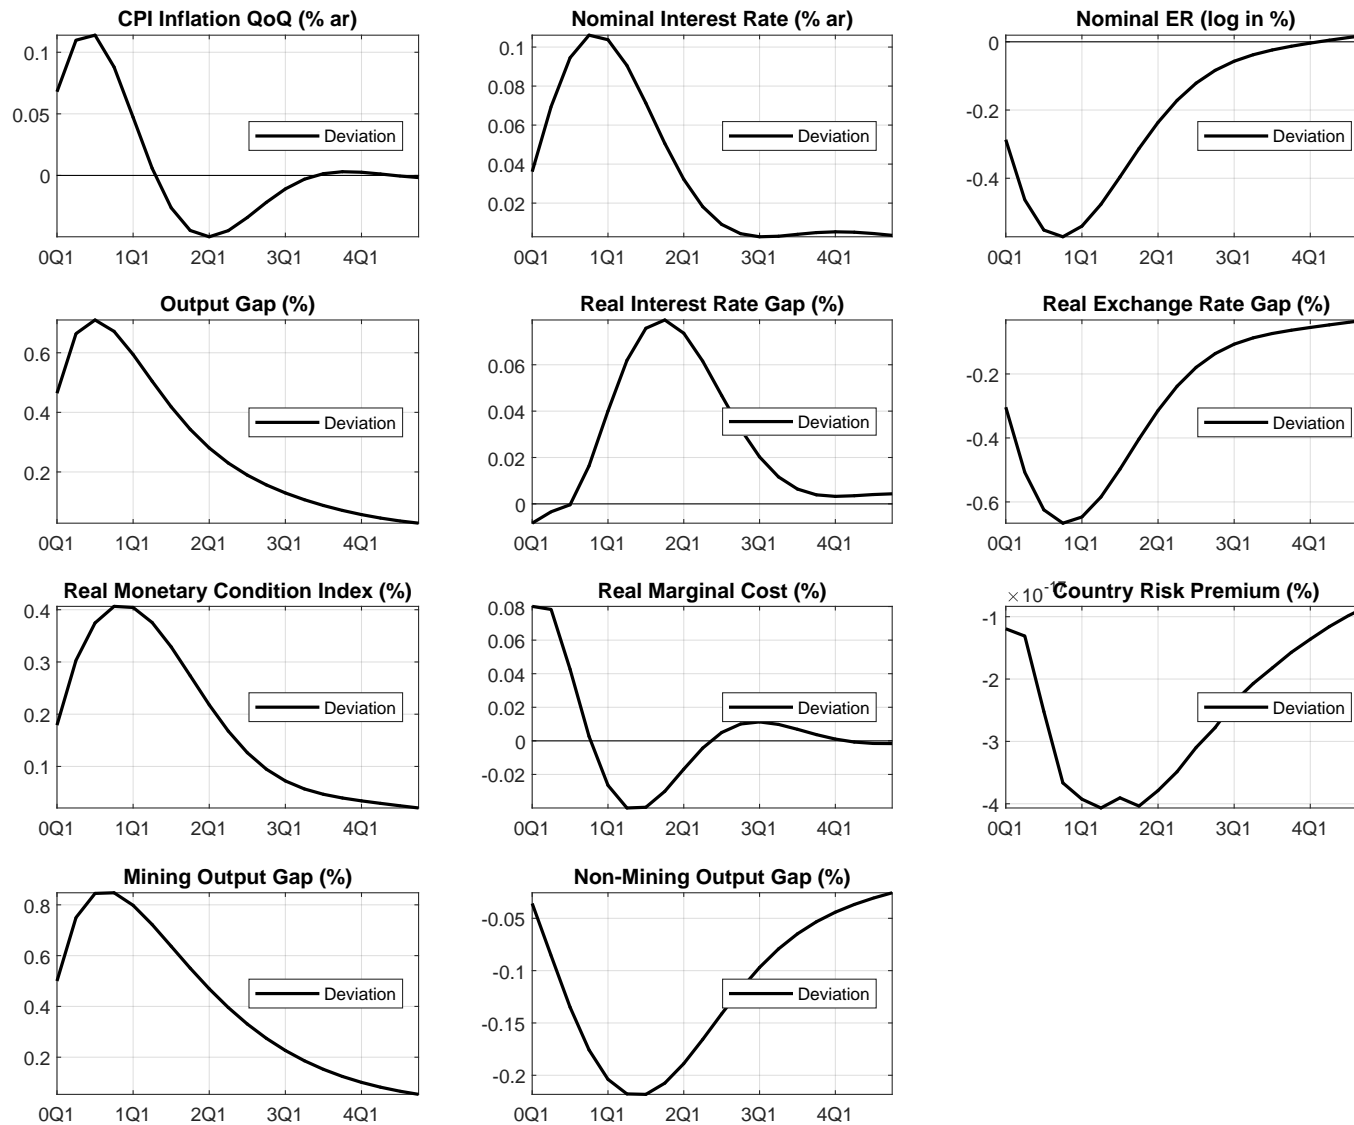 CPI Inflation QoQ (% ar)
0.1
0.05
0
Deviation
0Q1 1Q1 2Q1 3Q1 4Q1
Nominal Interest Rate (% ar)
0.1
0.08
0.06
0.04
0.02
Deviation
0Q1 1Q1 2Q1 3Q1 4Q1
Nominal ER (log in %)
0
-0.2
-0.4
Deviation
0Q1 1Q1 2Q1 3Q1 4Q1
Output Gap (%)
0.6
0.4
0.2
Deviation
0Q1 1Q1 2Q1 3Q1 4Q1
Real Interest Rate Gap (%)
0.06
0.04
0.02
0
Deviation
0Q1 1Q1 2Q1 3Q1 4Q1
Real Exchange Rate Gap (%)
-0.2
-0.4
-0.6
Deviation
0Q1 1Q1 2Q1 3Q1 4Q1
Real Monetary Condition Index (%)
0.4
0.3
0.2
0.1
Deviation
0Q1 1Q1 2Q1 3Q1 4Q1
Real Marginal Cost (%)
0.08
0.06
0.04
0.02
0
-0.02
Deviation
0Q1 1Q1 2Q1 3Q1 4Q1
Country Risk Premium (%)
-1
-2
-3
-4
Deviation
0Q1 1Q1 2Q1 3Q1 4Q1
Mining Output Gap (%)
0.8
0.6
0.4
0.2
Deviation
0Q1 1Q1 2Q1 3Q1 4Q1
Non-Mining Output Gap (%)
-0.05
-0.1
-0.15
-0.2
Deviation
0Q1 1Q1 2Q1 3Q1 4Q1